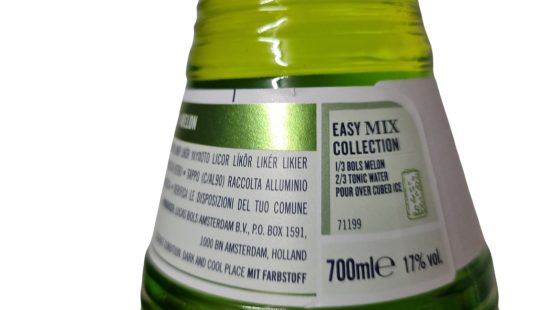 MELON
LICOR LIKÖR LIKÉR LIKIER
TAPPO (C/AL90) RACCOLTA ALLUMINIO
VERIFICA LE DISPOSIZIONI DEL TUO COMUNE
LUCAS BOLS AMSTERDAM B.V., P.O. BOX 1591,
1000 BN AMSTERDAM, HOLLAND
DARK AND COOL PLACE MIT FARBSTOFF
EASY MIX
COLLECTION
1/3 BOLS MELON
2/3 TONIC WATER
POUR OVER CUBED ICE
71199
700ml℮ 17% vol.